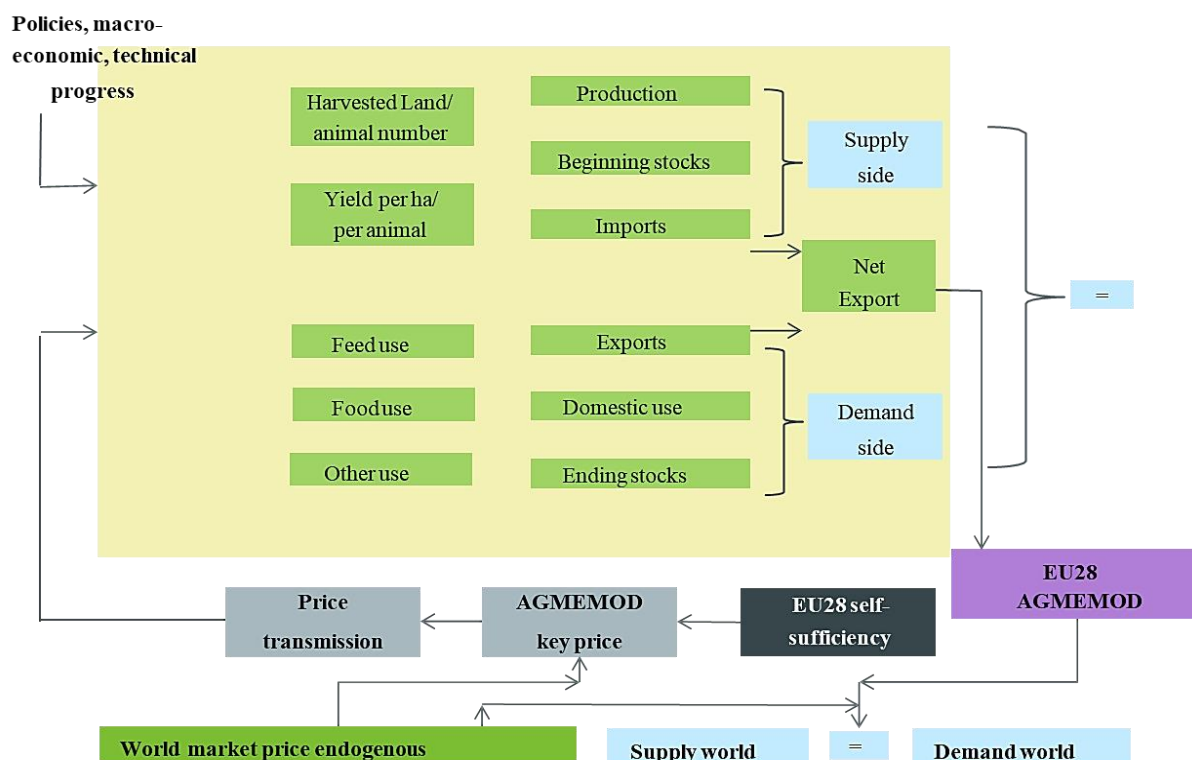 Policies, macro-
economic, technical
progress
Harvested Land/
animal number
Production
Supply
side
Beginning stocks
Yield per ha/
per animal
Imports
Net
Export
=
Feed use
Exports
Food use
Domestic use
Demand
side
Other use
Ending stocks
EU28
AGMEMOD
Price
transmission
AGMEMOD
key price
EU28 self-
sufficiency
World market price endogenous
Supply world
=
Demand world